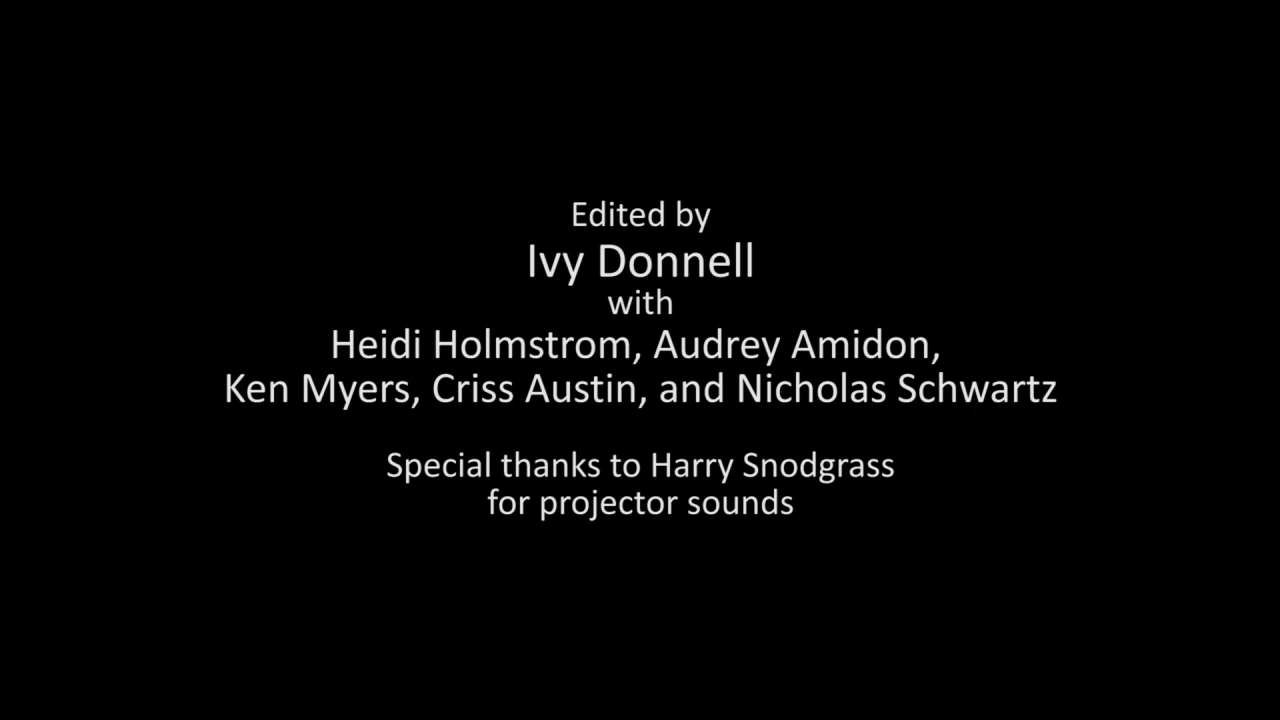 Edited by
Ivy Donnell
with
Heidi Holmstrom, Audrey Amidon,
Ken Myers, Criss Austin, and Nicholas Schwartz
Special thanks to Harry Snodgrass
for projector sounds